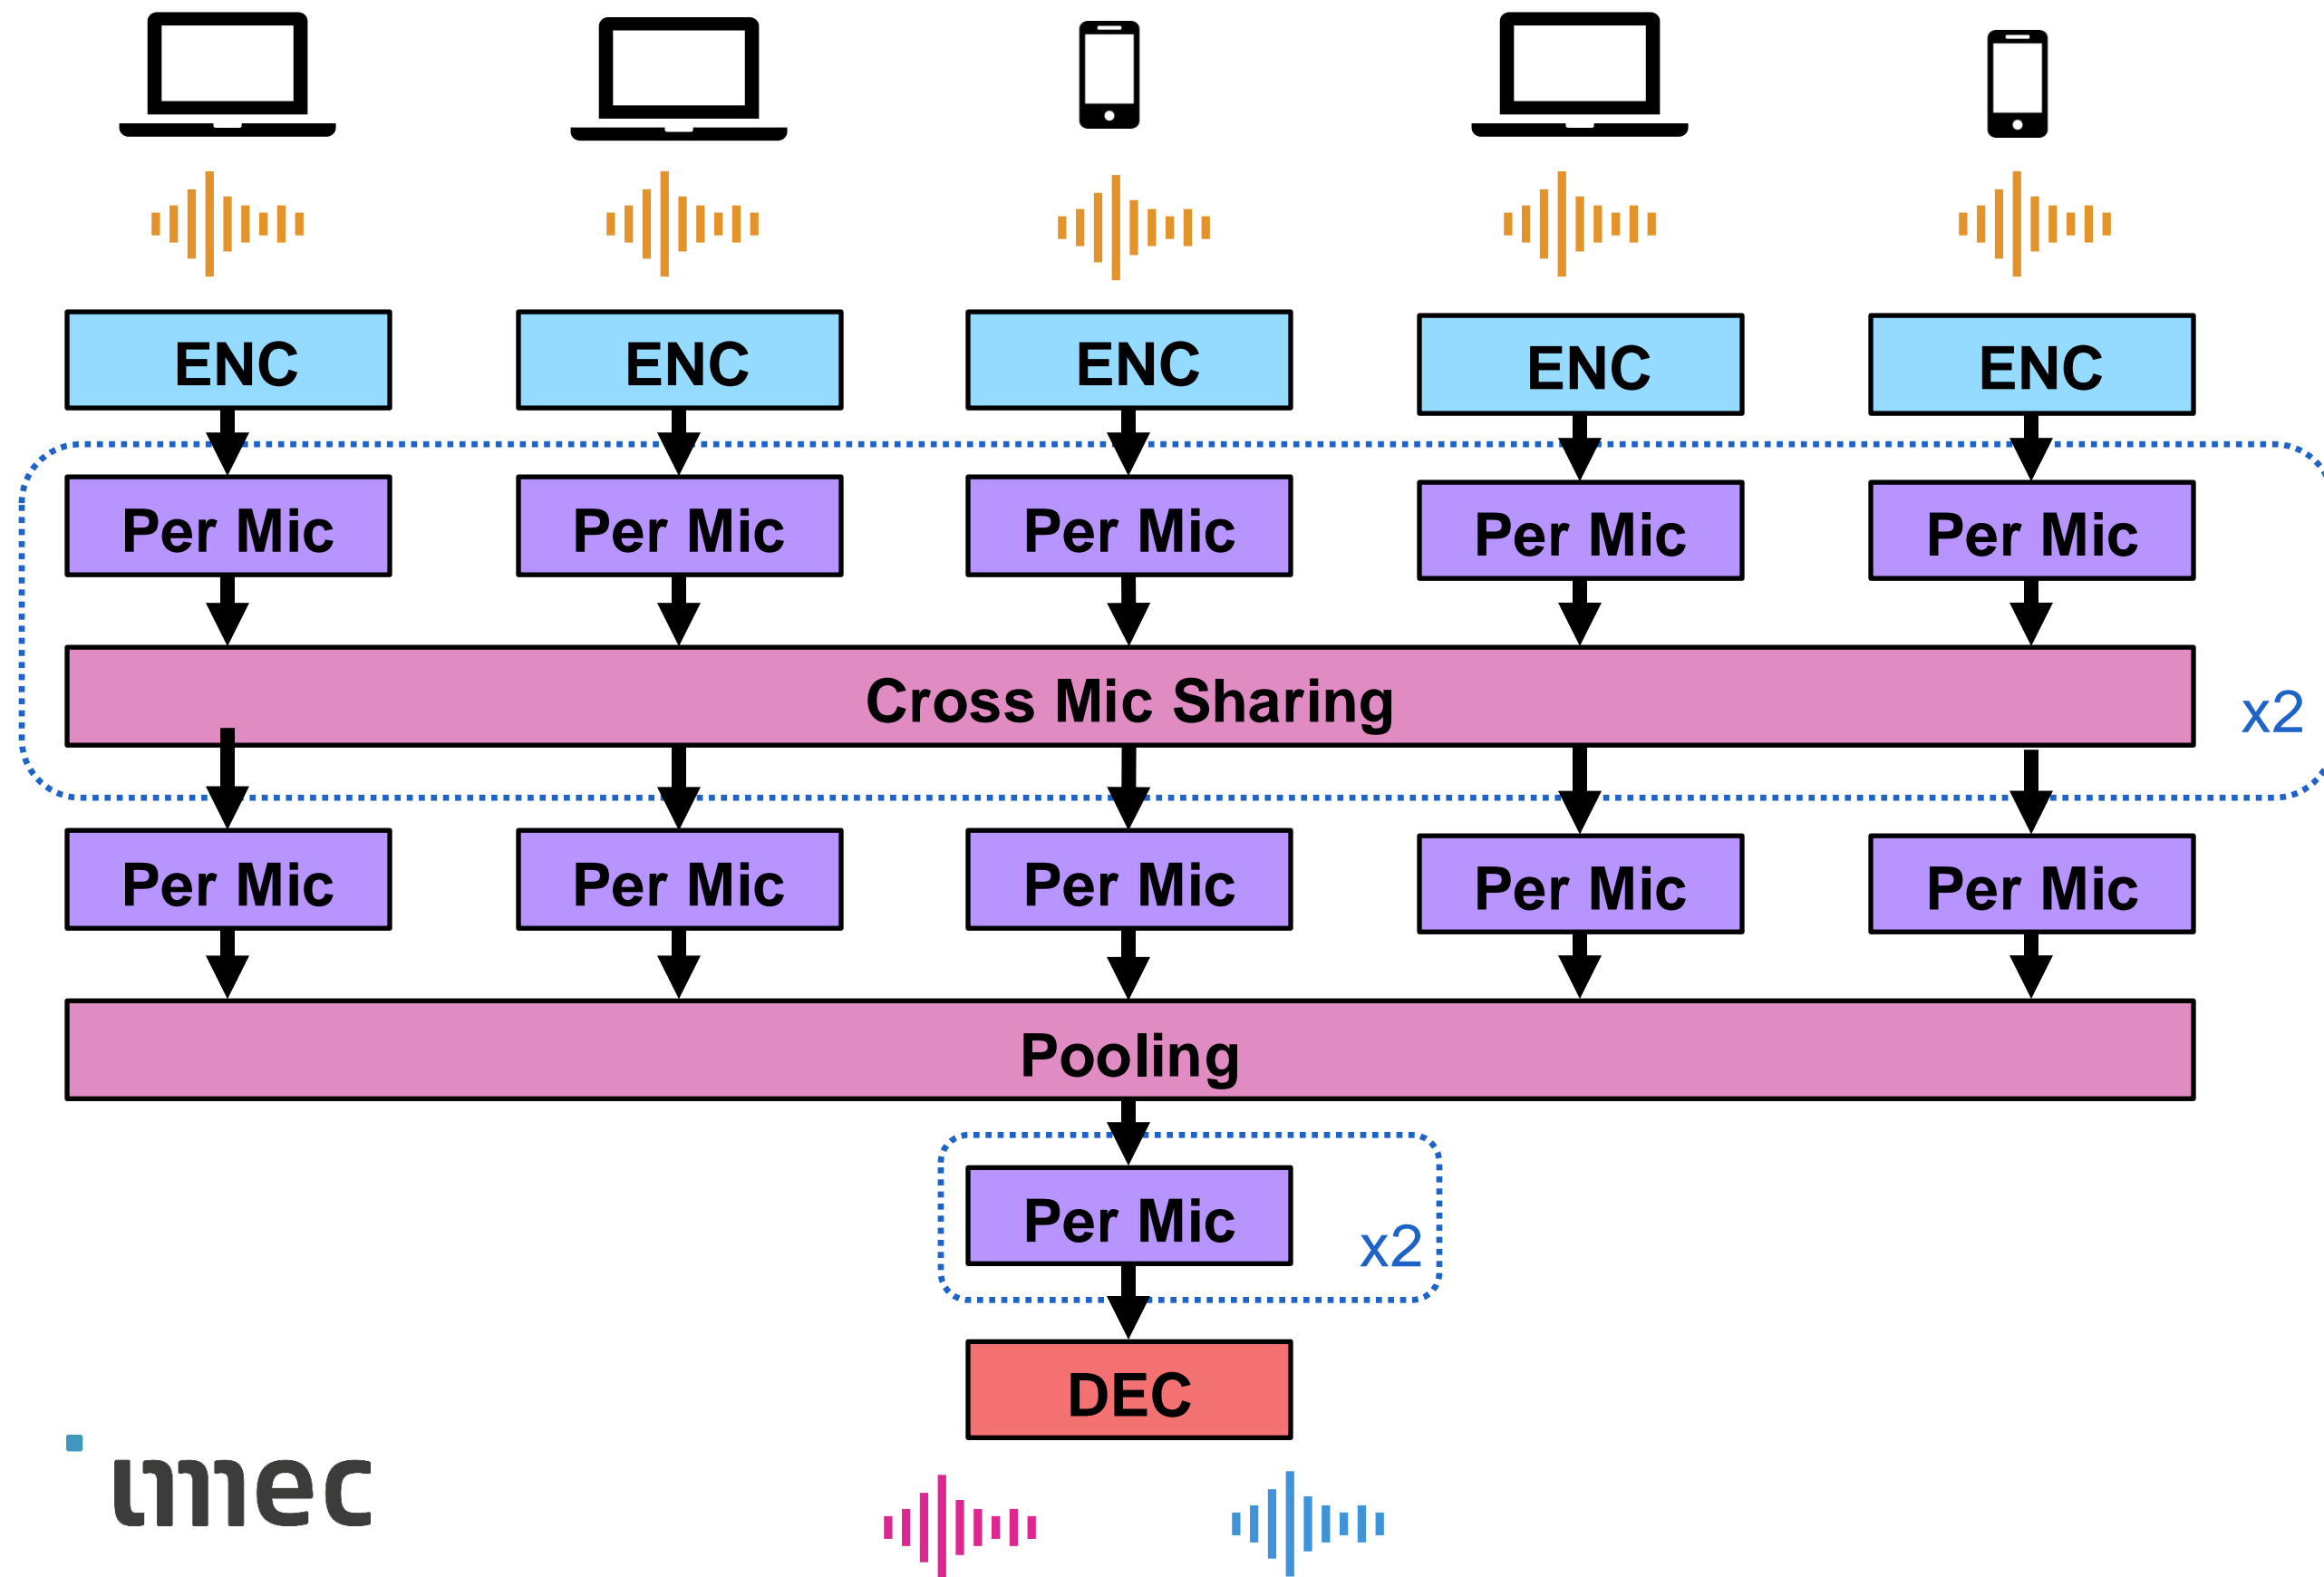 ENC ENC ENC ENC ENC
Per Mic Per Mic Per Mic Per Mic Per Mic
Cross Mic Sharing
x2
Per Mic Per Mic Per Mic Per Mic Per Mic
Pooling
Per Mic
x2
DEC
imec